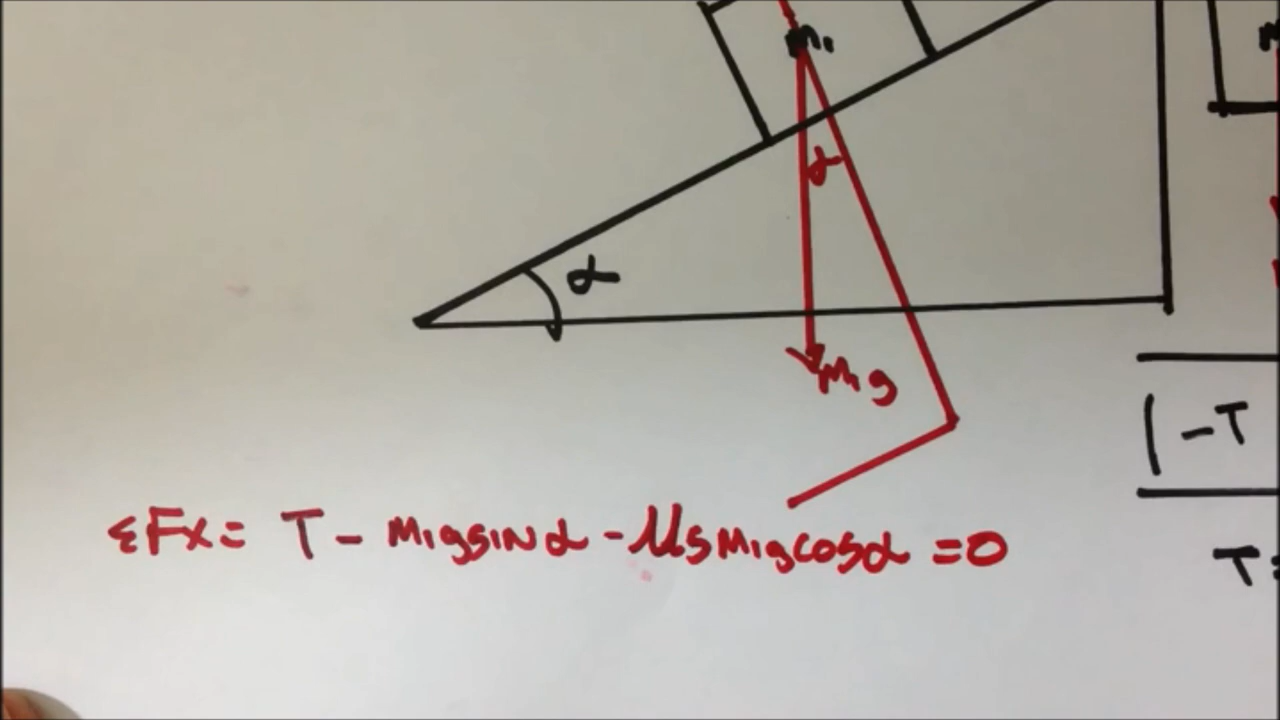 m₁
α
α
m₁g
-T
ΣFx= T - m₁gsinα - μsm₁gcosα =0
T=